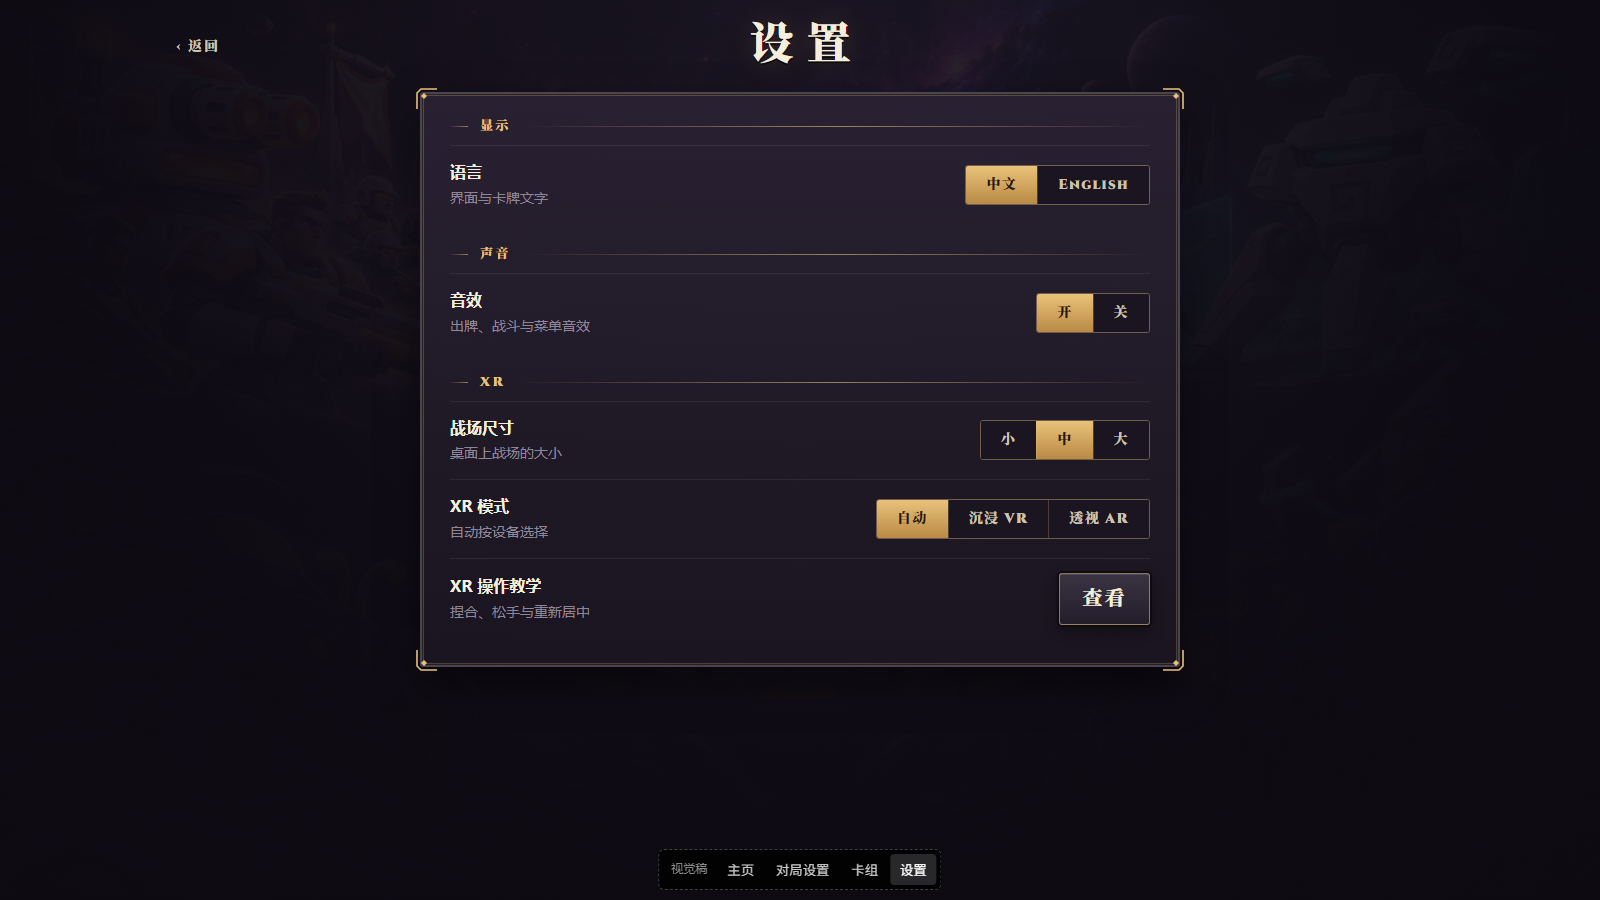 ‹ 返回
设置
显示
语言
界面与卡牌文字
中文 ENGLISH
声音
音效
出牌、战斗与菜单音效
开 关
XR
战场尺寸
桌面上战场的大小
小 中 大
XR 模式
自动按设备选择
自动 沉浸 VR 透视 AR
XR 操作教学
捏合、松手与重新居中
查看
视觉稿 主页 对局设置 卡组 设置